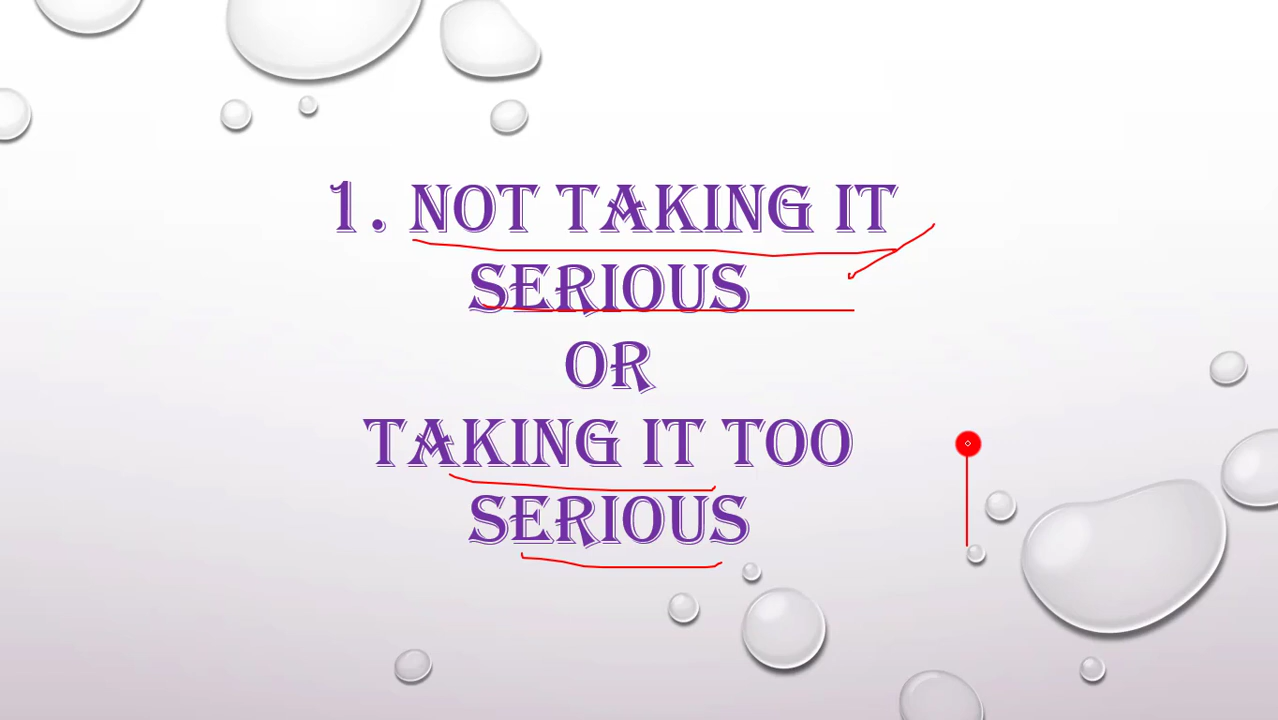 1. NOT TAKING IT
SERIOUS
OR
TAKING IT TOO
SERIOUS